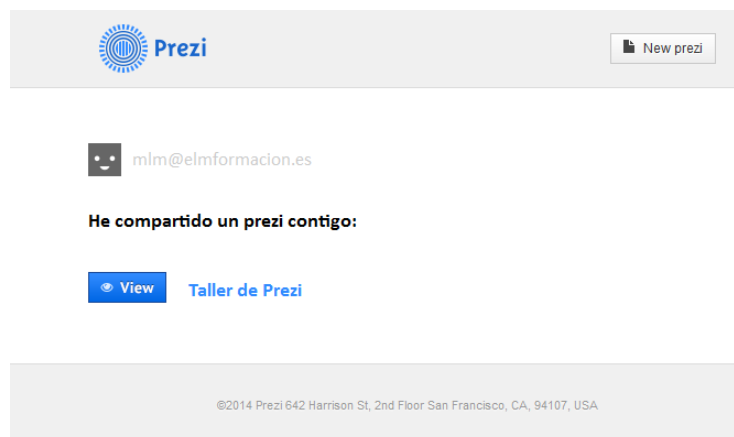 Prezi
New prezi
mlm@elmformacion.es
He compartido un prezi contigo:
View
Taller de Prezi
©2014 Prezi 642 Harrison St, 2nd Floor San Francisco, CA, 94107, USA